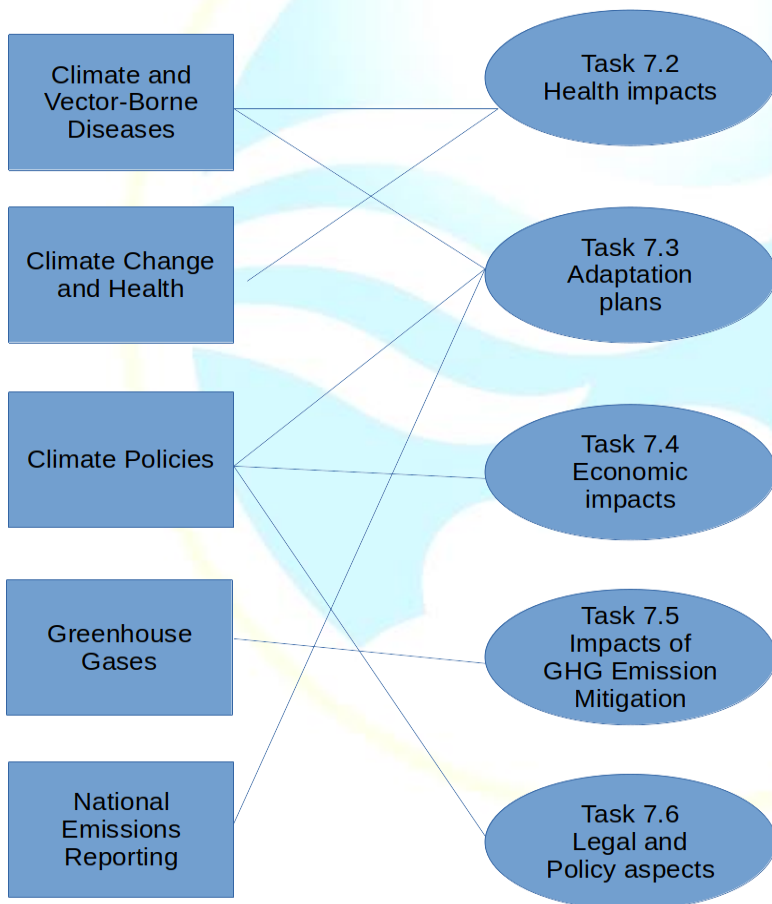 Climate and
Vector-Borne
Diseases
Task 7.2
Health impacts
Climate Change
and Health
Task 7.3
Adaptation
plans
Climate Policies
Task 7.4
Economic
impacts
Greenhouse
Gases
Task 7.5
Impacts of
GHG Emission
Mitigation
National
Emissions
Reporting
Task 7.6
Legal and
Policy aspects